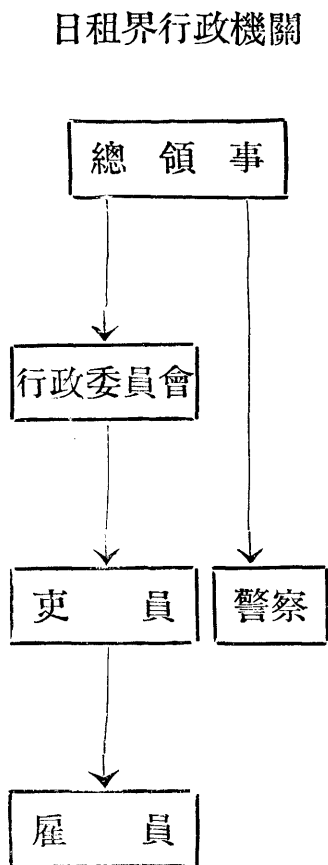 日租界行政機關
總領事
行政委員會
吏員 警察
雇員